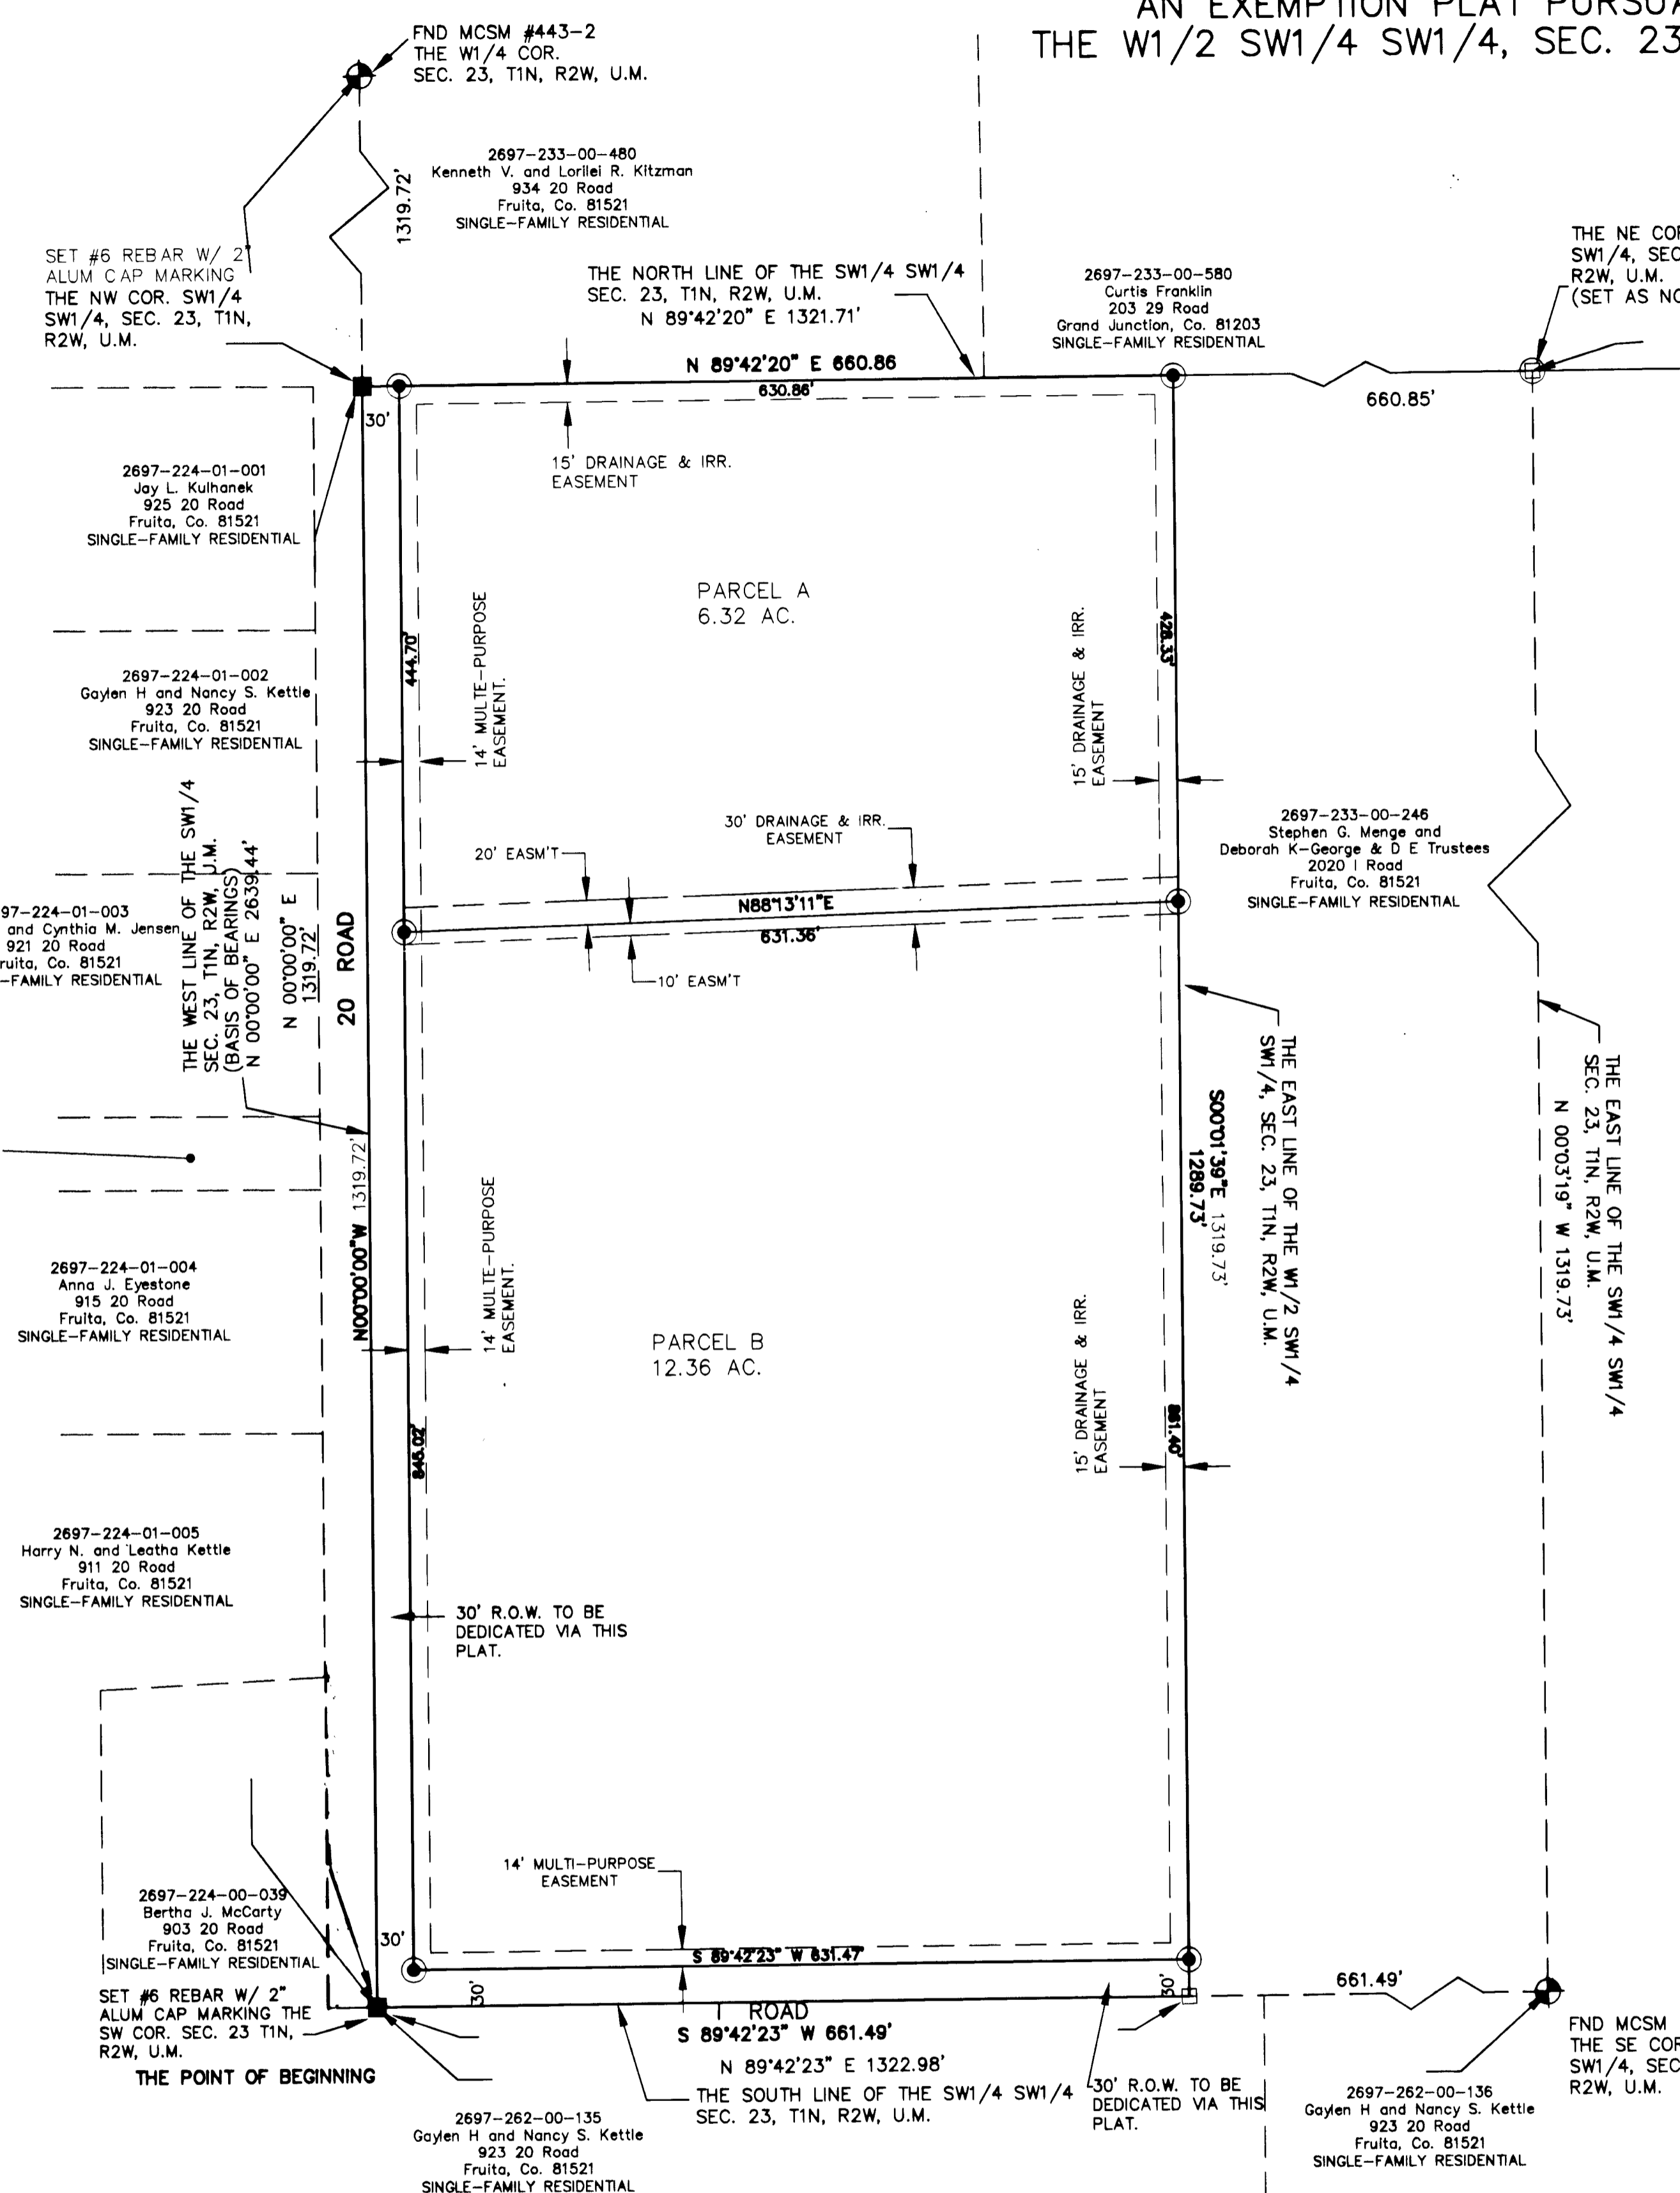 AN EXEMPTION PLAT PURSUA
THE W1/2 SW1/4 SW1/4, SEC. 23
FND MCSM #443-2
THE W1/4 COR.
SEC. 23, T1N, R2W, U.M.
2697-233-00-480
Kenneth V. and Lorilei R. Kitzman
934 20 Road
Fruita, Co. 81521
SINGLE-FAMILY RESIDENTIAL
1319.72'
SET #6 REBAR W/ 2"
ALUM CAP MARKING
THE NW COR. SW1/4
SW1/4, SEC. 23, T1N,
R2W, U.M.
THE NORTH LINE OF THE SW1/4 SW1/4
SEC. 23, T1N, R2W, U.M.
N 89°42'20" E 1321.71'
2697-233-00-580
Curtis Franklin
203 29 Road
Grand Junction, Co. 81203
SINGLE-FAMILY RESIDENTIAL
THE NE COR
SW1/4, SEC
R2W, U.M.
(SET AS NO
N 89°42'20" E 660.86
630.86'
660.85'
30'
15' DRAINAGE & IRR.
EASEMENT
2697-224-01-001
Jay L. Kulhanek
925 20 Road
Fruita, Co. 81521
SINGLE-FAMILY RESIDENTIAL
PARCEL A
6.32 AC.
444.70'
14' MULTE-PURPOSE
EASEMENT.
15' DRAINAGE & IRR.
EASEMENT
428.33'
2697-224-01-002
Gaylen H and Nancy S. Kettle
923 20 Road
Fruita, Co. 81521
SINGLE-FAMILY RESIDENTIAL
30' DRAINAGE & IRR.
EASEMENT
20' EASM'T
N88°13'11"E
631.36'
10' EASM'T
2697-233-00-246
Stephen G. Menge and
Deborah K-George & D E Trustees
2020 I Road
Fruita, Co. 81521
SINGLE-FAMILY RESIDENTIAL
97-224-01-003
and Cynthia M. Jensen
921 20 Road
ruita, Co. 81521
-FAMILY RESIDENTIAL
THE WEST LINE OF THE SW1/4
SEC. 23, T1N, R2W, U.M.
(BASIS OF BEARINGS)
N 00°00'00" E 2639.44'
N 00°00'00" E
1319.72'
20 ROAD
N00°00'00"W 1319.72'
THE EAST LINE OF THE W1/2 SW1/4
SW1/4, SEC. 23, T1N, R2W, U.M.
S00°01'39"E 1319.73'
1289.73'
THE EAST LINE OF THE SW1/4 SW1/4
SEC. 23, T1N, R2W, U.M.
N 00°03'19" W 1319.73'
2697-224-01-004
Anna J. Eyestone
915 20 Road
Fruita, Co. 81521
SINGLE-FAMILY RESIDENTIAL
14' MULTE-PURPOSE
EASEMENT.
PARCEL B
12.36 AC.
845.02'
15' DRAINAGE & IRR.
EASEMENT
861.40'
2697-224-01-005
Harry N. and Leatha Kettle
911 20 Road
Fruita, Co. 81521
SINGLE-FAMILY RESIDENTIAL
30' R.O.W. TO BE
DEDICATED VIA THIS
PLAT.
14' MULTI-PURPOSE
EASEMENT
2697-224-00-039
Bertha J. McCarty
903 20 Road
Fruita, Co. 81521
SINGLE-FAMILY RESIDENTIAL
30'
S 89°42'23" W 631.47'
30'
30'
661.49'
I ROAD
S 89°42'23" W 661.49'
N 89°42'23" E 1322.98'
THE SOUTH LINE OF THE SW1/4 SW1/4
SEC. 23, T1N, R2W, U.M.
SET #6 REBAR W/ 2"
ALUM CAP MARKING THE
SW COR. SEC. 23 T1N,
R2W, U.M.
THE POINT OF BEGINNING
30' R.O.W. TO BE
DEDICATED VIA THIS
PLAT.
FND MCSM
THE SE COR
SW1/4, SEC
R2W, U.M.
2697-262-00-135
Gaylen H and Nancy S. Kettle
923 20 Road
Fruita, Co. 81521
SINGLE-FAMILY RESIDENTIAL
2697-262-00-136
Gaylen H and Nancy S. Kettle
923 20 Road
Fruita, Co. 81521
SINGLE-FAMILY RESIDENTIAL